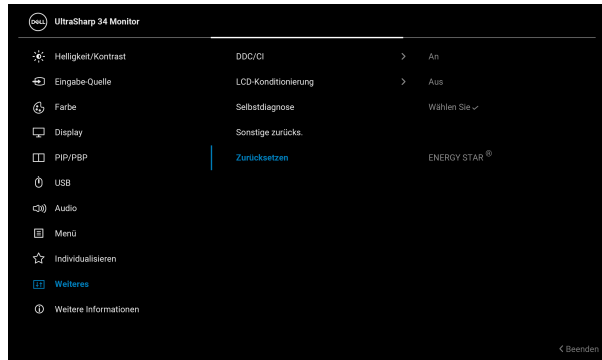 DELL UltraSharp 34 Monitor
Helligkeit/Kontrast DDC/CI > An
Eingabe-Quelle LCD-Konditionierung > Aus
Farbe Selbstdiagnose Wählen Sie ✓
Display Sonstige zurücks.
PIP/PBP Zurücksetzen ENERGY STAR ®
USB
Audio
Menü
Individualisieren
Weiteres
Weitere Informationen
< Beenden